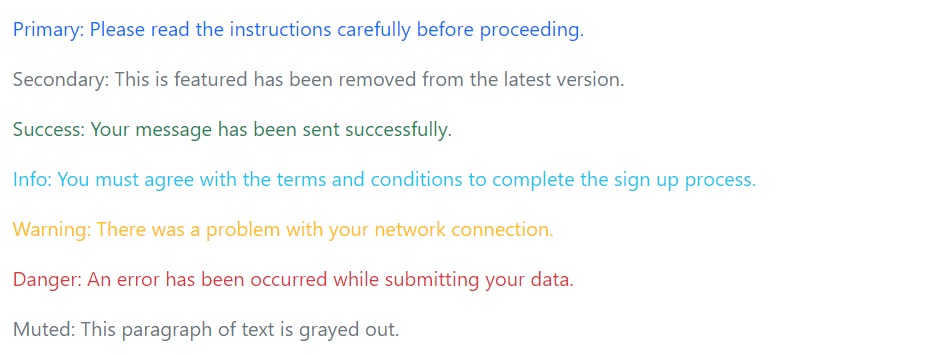 Primary: Please read the instructions carefully before proceeding.
Secondary: This is featured has been removed from the latest version.
Success: Your message has been sent successfully.
Info: You must agree with the terms and conditions to complete the sign up process.
Warning: There was a problem with your network connection.
Danger: An error has been occurred while submitting your data.
Muted: This paragraph of text is grayed out.